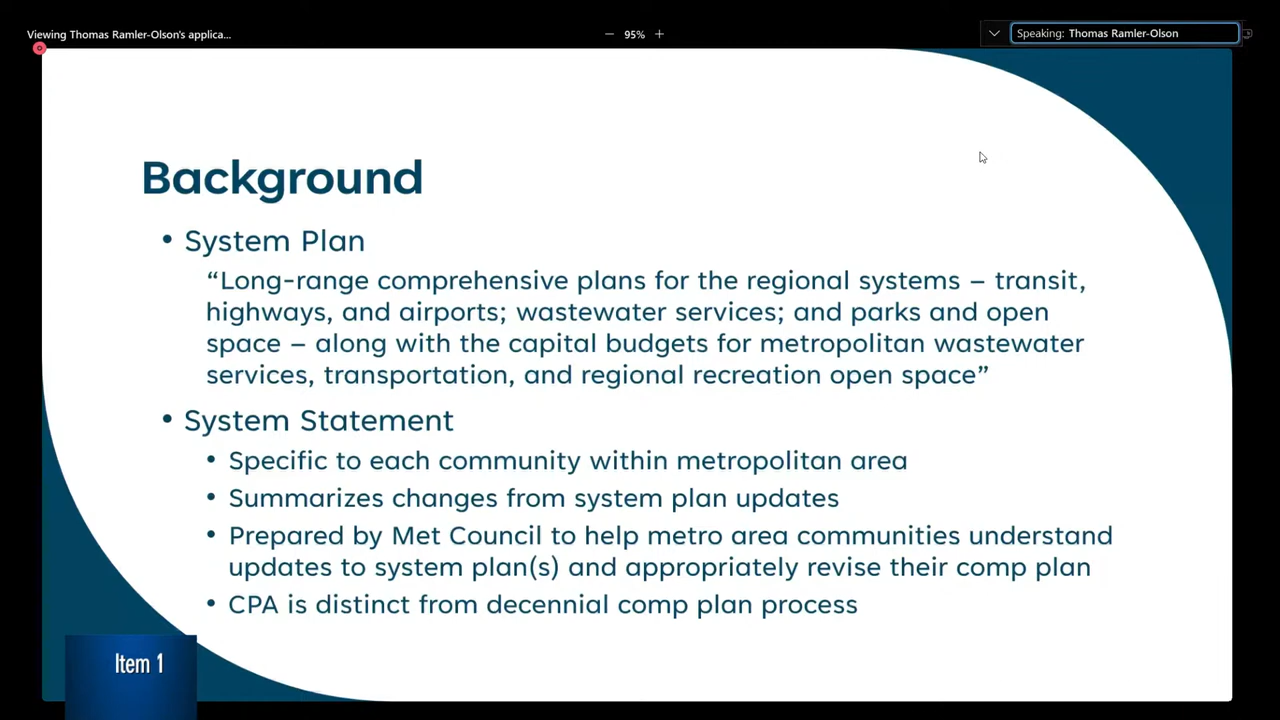 Viewing Thomas Ramler-Olson's applica...
— 95% +
Speaking: Thomas Ramler-Olson
Background
• System Plan
“Long-range comprehensive plans for the regional systems – transit,
highways, and airports; wastewater services; and parks and open
space – along with the capital budgets for metropolitan wastewater
services, transportation, and regional recreation open space”
• System Statement
• Specific to each community within metropolitan area
• Summarizes changes from system plan updates
• Prepared by Met Council to help metro area communities understand
updates to system plan(s) and appropriately revise their comp plan
• CPA is distinct from decennial comp plan process
Item 1